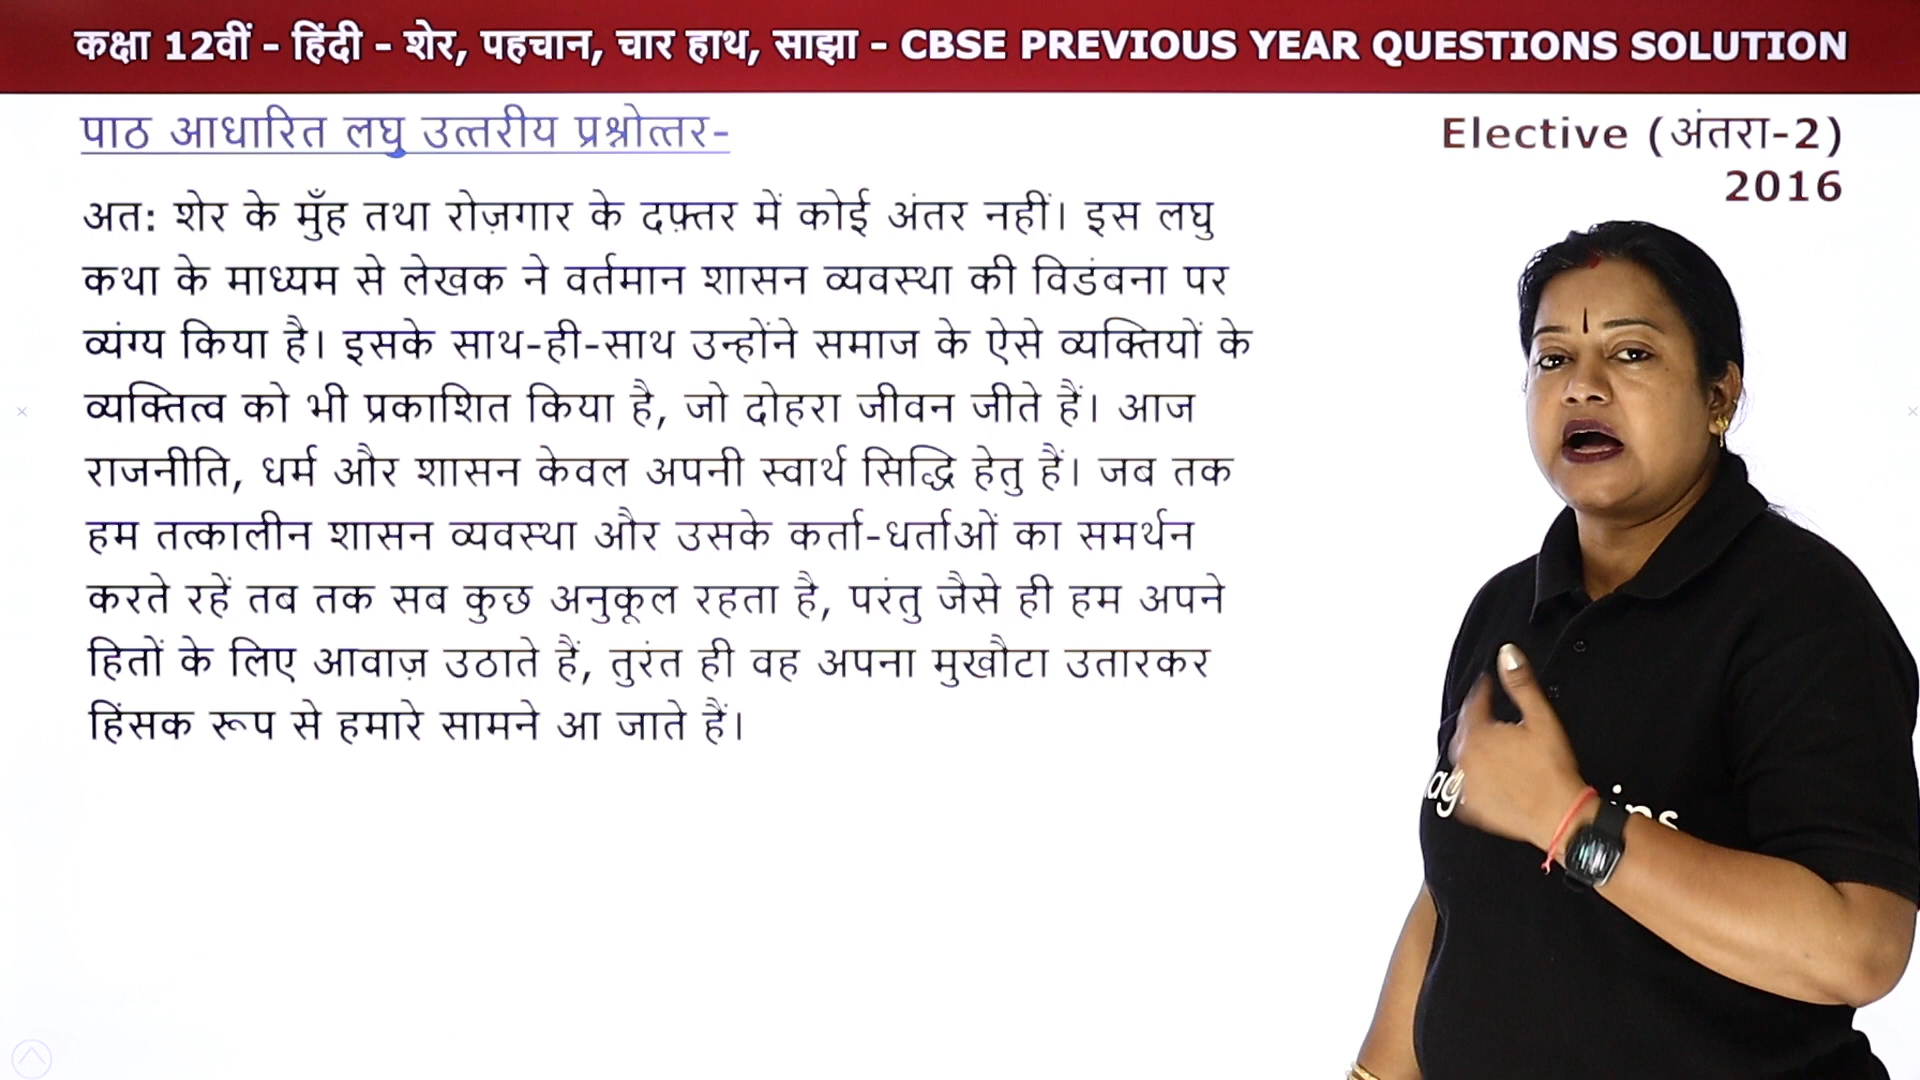 कक्षा 12वीं - हिंदी - शेर, पहचान, चार हाथ, साझा - CBSE PREVIOUS YEAR QUESTIONS SOLUTION
पाठ आधारित लघु उत्तरीय प्रश्नोत्तर-
Elective (अंतरा-2)
2016
अत: शेर के मुँह तथा रोज़गार के दफ़्तर में कोई अंतर नहीं। इस लघु
कथा के माध्यम से लेखक ने वर्तमान शासन व्यवस्था की विडंबना पर
व्यंग्य किया है। इसके साथ-ही-साथ उन्होंने समाज के ऐसे व्यक्तियों के
व्यक्तित्व को भी प्रकाशित किया है, जो दोहरा जीवन जीते हैं। आज
राजनीति, धर्म और शासन केवल अपनी स्वार्थ सिद्धि हेतु हैं। जब तक
हम तत्कालीन शासन व्यवस्था और उसके कर्ता-धर्ताओं का समर्थन
करते रहें तब तक सब कुछ अनुकूल रहता है, परंतु जैसे ही हम अपने
हितों के लिए आवाज़ उठाते हैं, तुरंत ही वह अपना मुखौटा उतारकर
हिंसक रूप से हमारे सामने आ जाते हैं।